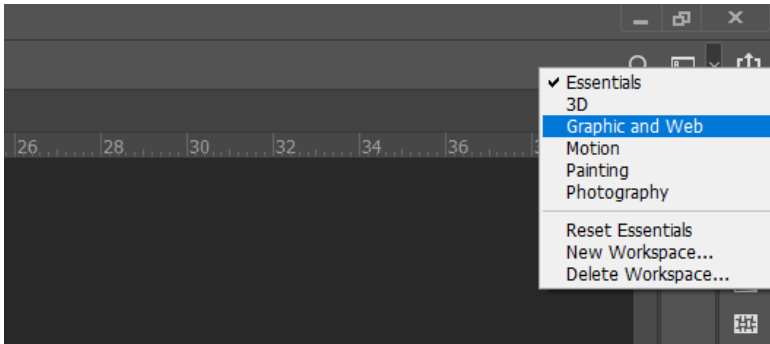 Essentials
3D
Graphic and Web
26 28 30 32 34 36
Motion
Painting
Photography
Reset Essentials
New Workspace...
Delete Workspace...